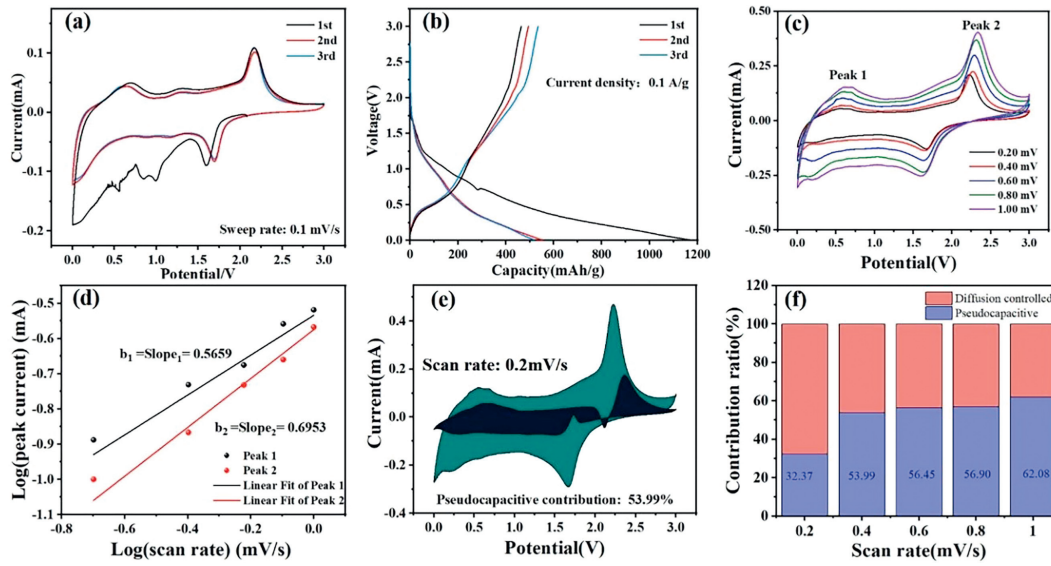 (a)
1st
2nd
3rd
Current(mA)
0.1
0.0
-0.1
-0.2
Sweep rate: 0.1 mV/s
0.0 0.5 1.0 1.5 2.0 2.5 3.0
Potential/V
(b)
1st
2nd
3rd
Current density: 0.1 A/g
Voltage(V)
3.0
2.5
2.0
1.5
1.0
0.5
0.0
0 200 400 600 800 1000 1200
Capacity(mAh/g)
(c)
Peak 1
Peak 2
Current(mA)
0.50
0.25
0.00
-0.25
-0.50
0.20 mV
0.40 mV
0.60 mV
0.80 mV
1.00 mV
0.0 0.5 1.0 1.5 2.0 2.5 3.0
Potential(V)
(d)
Log(peak current) (mA)
-0.5
-0.6
-0.7
-0.8
-0.9
-1.0
-1.1
b1 =Slope1= 0.5659
b2 =Slope2= 0.6953
Peak 1
Peak 2
Linear Fit of Peak 1
Linear Fit of Peak 2
-0.8 -0.6 -0.4 -0.2 0.0
Log(scan rate) (mV/s)
(e)
Scan rate: 0.2mV/s
Current(mA)
0.4
0.2
0.0
-0.2
-0.4
Pseudocapacitive contribution: 53.99%
0.0 0.5 1.0 1.5 2.0 2.5 3.0
Potential(V)
(f)
Diffusion controlled
Pseudocapacitive
Contribution ratio(%)
120
100
80
60
40
20
0
32.37 53.99 56.45 56.90 62.08
0.2 0.4 0.6 0.8 1
Scan rate(mV/s)